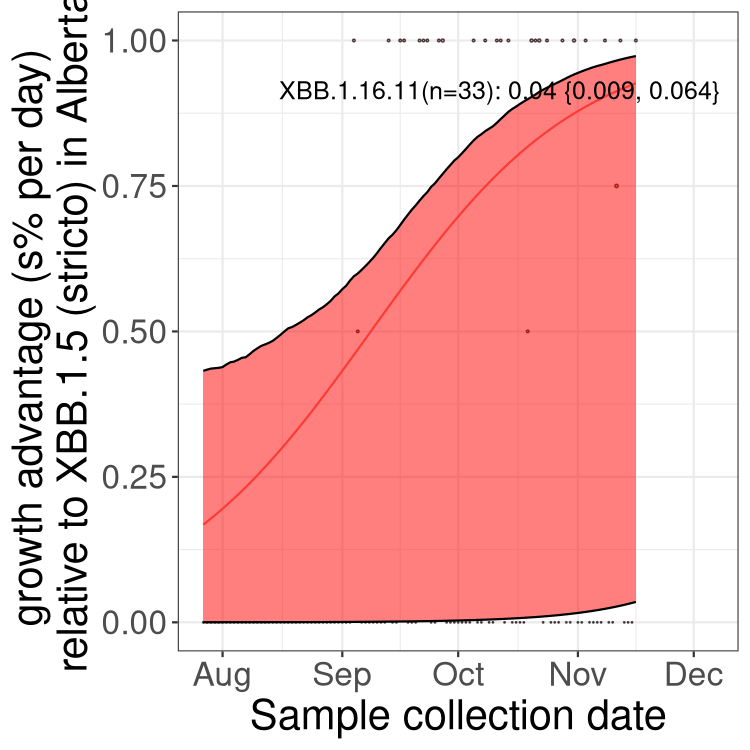 growth advantage (s% per day)
relative to XBB.1.5 (stricto) in Alberta
1.00
XBB.1.16.11(n=33): 0.04 {0.009, 0.064}
0.75
0.50
0.25
0.00
Aug Sep Oct Nov Dec
Sample collection date